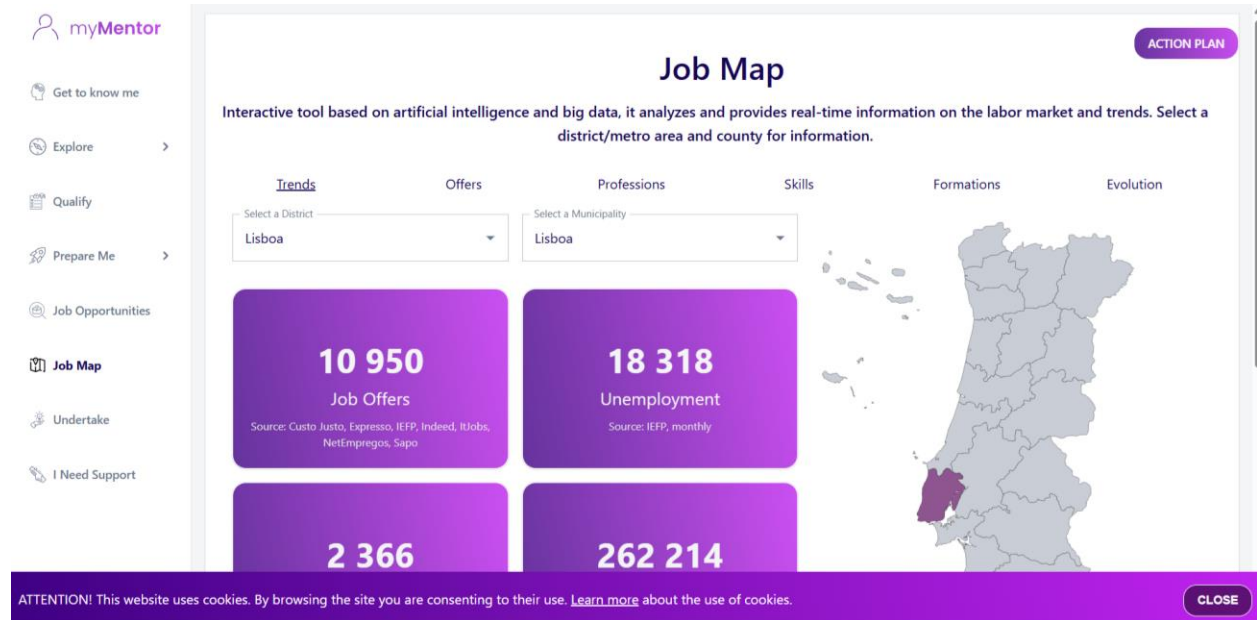 myMentor
Get to know me
Explore
Qualify
Prepare Me
Job Opportunities
Job Map
Undertake
I Need Support
ACTION PLAN
Job Map
Interactive tool based on artificial intelligence and big data, it analyzes and provides real-time information on the labor market and trends. Select a
district/metro area and county for information.
Trends Offers Professions Skills Formations Evolution
Select a District
Lisboa
Select a Municipality
Lisboa
10 950
Job Offers
Source: Custo Justo, Expresso, IEFP, Indeed, ItJobs,
NetEmpregos, Sapo
18 318
Unemployment
Source: IEFP, monthly
2 366
262 214
ATTENTION! This website uses cookies. By browsing the site you are consenting to their use. Learn more about the use of cookies.
CLOSE